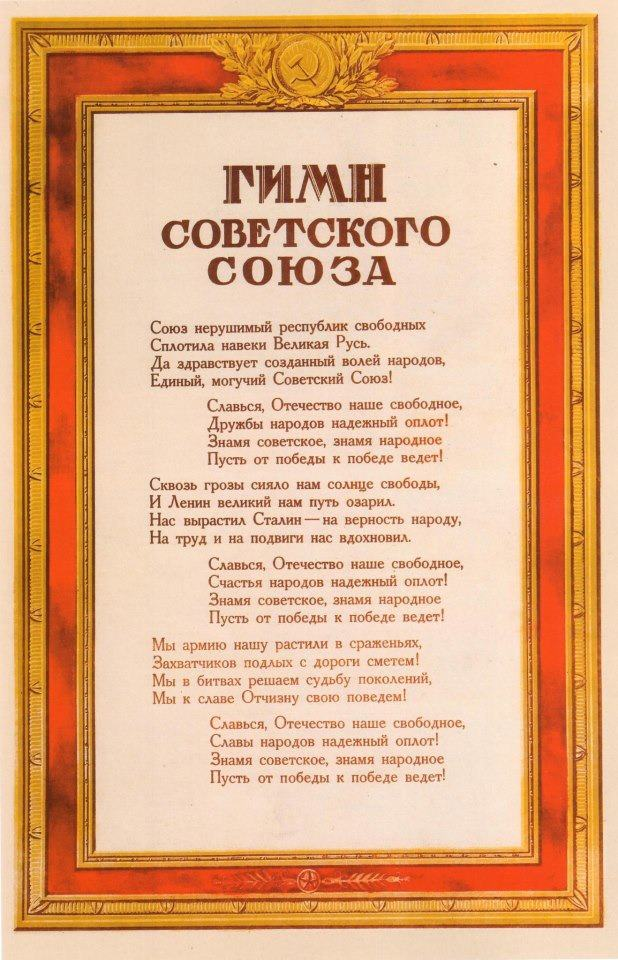 ГИМН
СОВЕТСКОГО
СОЮЗА
Союз нерушимый республик свободных
Сплотила навеки Великая Русь.
Да здравствует созданный волей народов,
Единый, могучий Советский Союз!
Славься, Отечество наше свободное,
Дружбы народов надежный оплот!
Знамя советское, знамя народное
Пусть от победы к победе ведет!
Сквозь грозы сияло нам солнце свободы,
И Ленин великий нам путь озарил.
Нас вырастил Сталин — на верность народу,
На труд и на подвиги нас вдохновил.
Славься, Отечество наше свободное,
Счастья народов надежный оплот!
Знамя советское, знамя народное
Пусть от победы к победе ведет!
Мы армию нашу растили в сраженьях,
Захватчиков подлых с дороги сметем!
Мы в битвах решаем судьбу поколений,
Мы к славе Отчизну свою поведем!
Славься, Отечество наше свободное,
Славы народов надежный оплот!
Знамя советское, знамя народное
Пусть от победы к победе ведет!